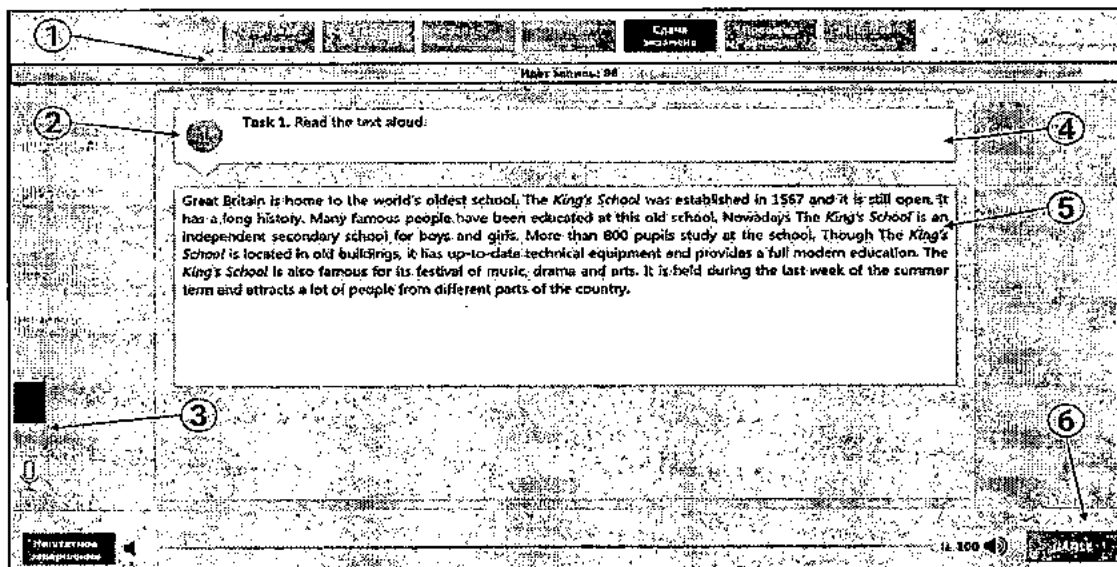 1
Сдача
экзамена
Идет запись: 86
2
Task 1. Read the text aloud.
4
Great Britain is home to the world's oldest school. The King's School was established in 1567 and it is still open. It
has a long history. Many famous people have been educated at this old school. Nowadays The King's School is an
5
independent secondary school for boys and girls. More than 800 pupils study at the school. Though The King's
School is located in old buildings, it has up-to-date technical equipment and provides a full modern education. The
King's School is also famous for its festival of music, drama and arts. It is held during the last week of the summer
term and attracts a lot of people from different parts of the country.
3
6
Нештатное
завершение
100